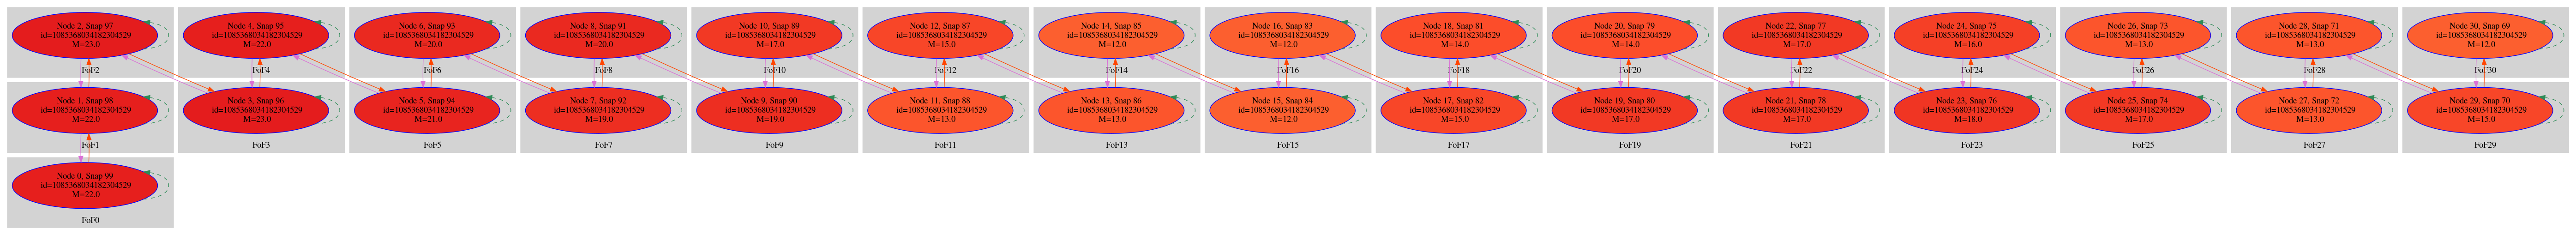 Node 2, Snap 97
id=1085368034182304529
M=23.0
FoF2
Node 4, Snap 95
id=1085368034182304529
M=22.0
FoF4
Node 6, Snap 93
id=1085368034182304529
M=20.0
FoF6
Node 8, Snap 91
id=1085368034182304529
M=20.0
FoF8
Node 10, Snap 89
id=1085368034182304529
M=17.0
FoF10
Node 12, Snap 87
id=1085368034182304529
M=15.0
FoF12
Node 14, Snap 85
id=1085368034182304529
M=12.0
FoF14
Node 16, Snap 83
id=1085368034182304529
M=12.0
FoF16
Node 18, Snap 81
id=1085368034182304529
M=14.0
FoF18
Node 20, Snap 79
id=1085368034182304529
M=14.0
FoF20
Node 22, Snap 77
id=1085368034182304529
M=17.0
FoF22
Node 24, Snap 75
id=1085368034182304529
M=16.0
FoF24
Node 26, Snap 73
id=1085368034182304529
M=13.0
FoF26
Node 28, Snap 71
id=1085368034182304529
M=13.0
FoF28
Node 30, Snap 69
id=1085368034182304529
M=12.0
FoF30
Node 1, Snap 98
id=1085368034182304529
M=22.0
FoF1
Node 3, Snap 96
id=1085368034182304529
M=23.0
FoF3
Node 5, Snap 94
id=1085368034182304529
M=21.0
FoF5
Node 7, Snap 92
id=1085368034182304529
M=19.0
FoF7
Node 9, Snap 90
id=1085368034182304529
M=19.0
FoF9
Node 11, Snap 88
id=1085368034182304529
M=13.0
FoF11
Node 13, Snap 86
id=1085368034182304529
M=13.0
FoF13
Node 15, Snap 84
id=1085368034182304529
M=12.0
FoF15
Node 17, Snap 82
id=1085368034182304529
M=15.0
FoF17
Node 19, Snap 80
id=1085368034182304529
M=17.0
FoF19
Node 21, Snap 78
id=1085368034182304529
M=17.0
FoF21
Node 23, Snap 76
id=1085368034182304529
M=18.0
FoF23
Node 25, Snap 74
id=1085368034182304529
M=17.0
FoF25
Node 27, Snap 72
id=1085368034182304529
M=13.0
FoF27
Node 29, Snap 70
id=1085368034182304529
M=15.0
FoF29
Node 0, Snap 99
id=1085368034182304529
M=22.0
FoF0